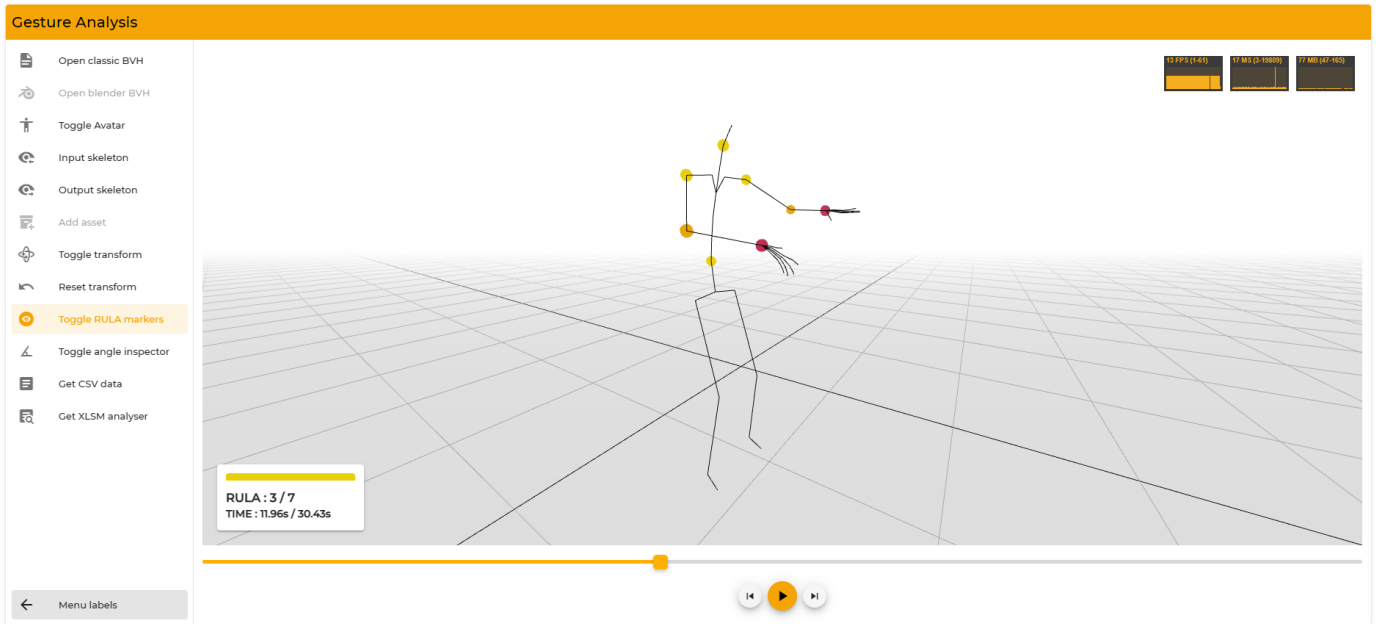 Gesture Analysis
Open classic BVH
Open blender BVH
Toggle Avatar
Input skeleton
Output skeleton
Add asset
Toggle transform
Reset transform
Toggle RULA markers
Toggle angle inspector
Get CSV data
Get XLSM analyser
Menu labels
13 FPS (1-61)
17 MS (3-19809)
77 MB (47-165)
RULA : 3 / 7
TIME : 11.96s / 30.43s